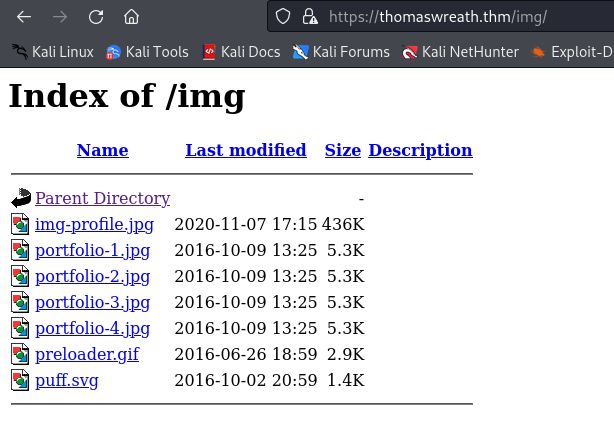 https://thomaswreath.thm/img/
Kali Linux Kali Tools Kali Docs Kali Forums Kali NetHunter Exploit-D
Index of /img
Name Last modified Size Description
Parent Directory -
img-profile.jpg 2020-11-07 17:15 436K
portfolio-1.jpg 2016-10-09 13:25 5.3K
portfolio-2.jpg 2016-10-09 13:25 5.3K
portfolio-3.jpg 2016-10-09 13:25 5.3K
portfolio-4.jpg 2016-10-09 13:25 5.3K
preloader.gif 2016-06-26 18:59 2.9K
puff.svg 2016-10-02 20:59 1.4K